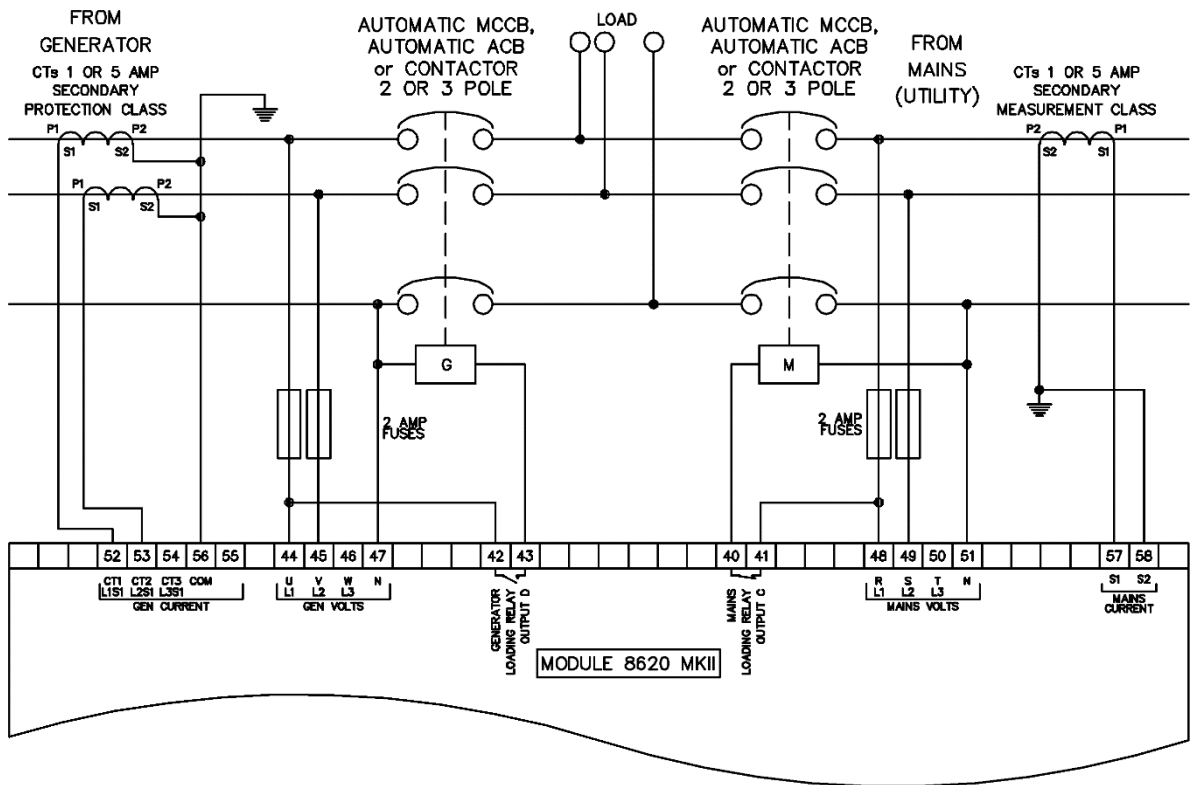 FROM
GENERATOR
CTs 1 OR 5 AMP
SECONDARY
PROTECTION CLASS
AUTOMATIC MCCB,
AUTOMATIC ACB
or CONTACTOR
2 OR 3 POLE
LOAD
AUTOMATIC MCCB,
AUTOMATIC ACB
or CONTACTOR
2 OR 3 POLE
FROM
MAINS
(UTILITY)
CTs 1 OR 5 AMP
SECONDARY
MEASUREMENT CLASS
P1 P2
S1 S2
P1 P2
S1 S2
P2 P1
S2 S1
G
M
2 AMP
FUSES
2 AMP
FUSES
52 53 54 56 55 44 45 46 47 42 43 40 41 48 49 50 51 57 58
CT1 CT2 CT3 COM
L1S1 L2S1 L3S1
GEN CURRENT
U V W N
L1 L2 L3
GEN VOLTS
GENERATOR
LOADING RELAY
OUTPUT D
MAINS
LOADING RELAY
OUTPUT C
R S T N
L1 L2 L3
MAINS VOLTS
S1 S2
MAINS
CURRENT
MODULE 8620 MKII